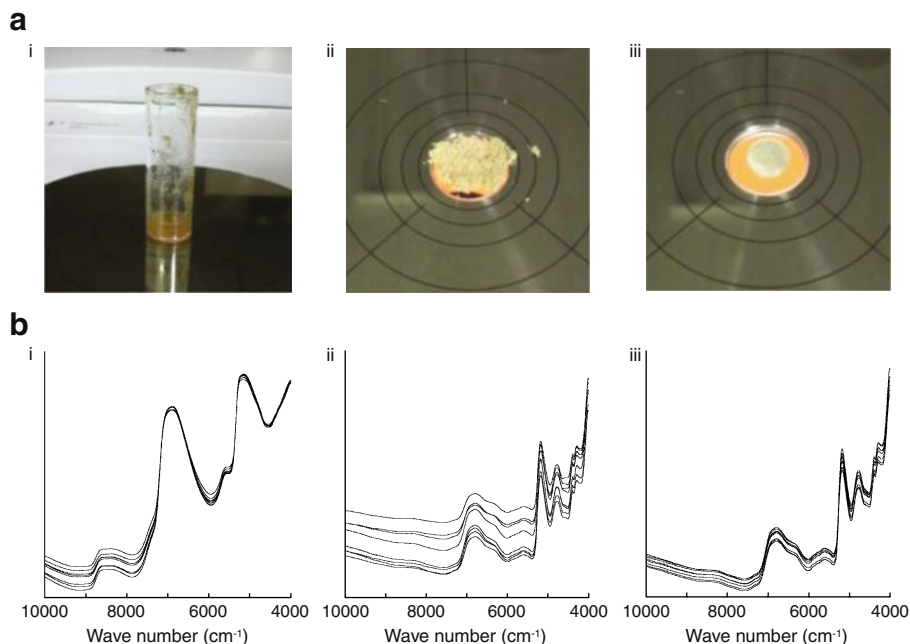 a
i ii iii
b
i ii iii
10000 8000 6000 4000 10000 8000 6000 4000 10000 8000 6000 4000
Wave number (cm⁻¹) Wave number (cm⁻¹) Wave number (cm⁻¹)